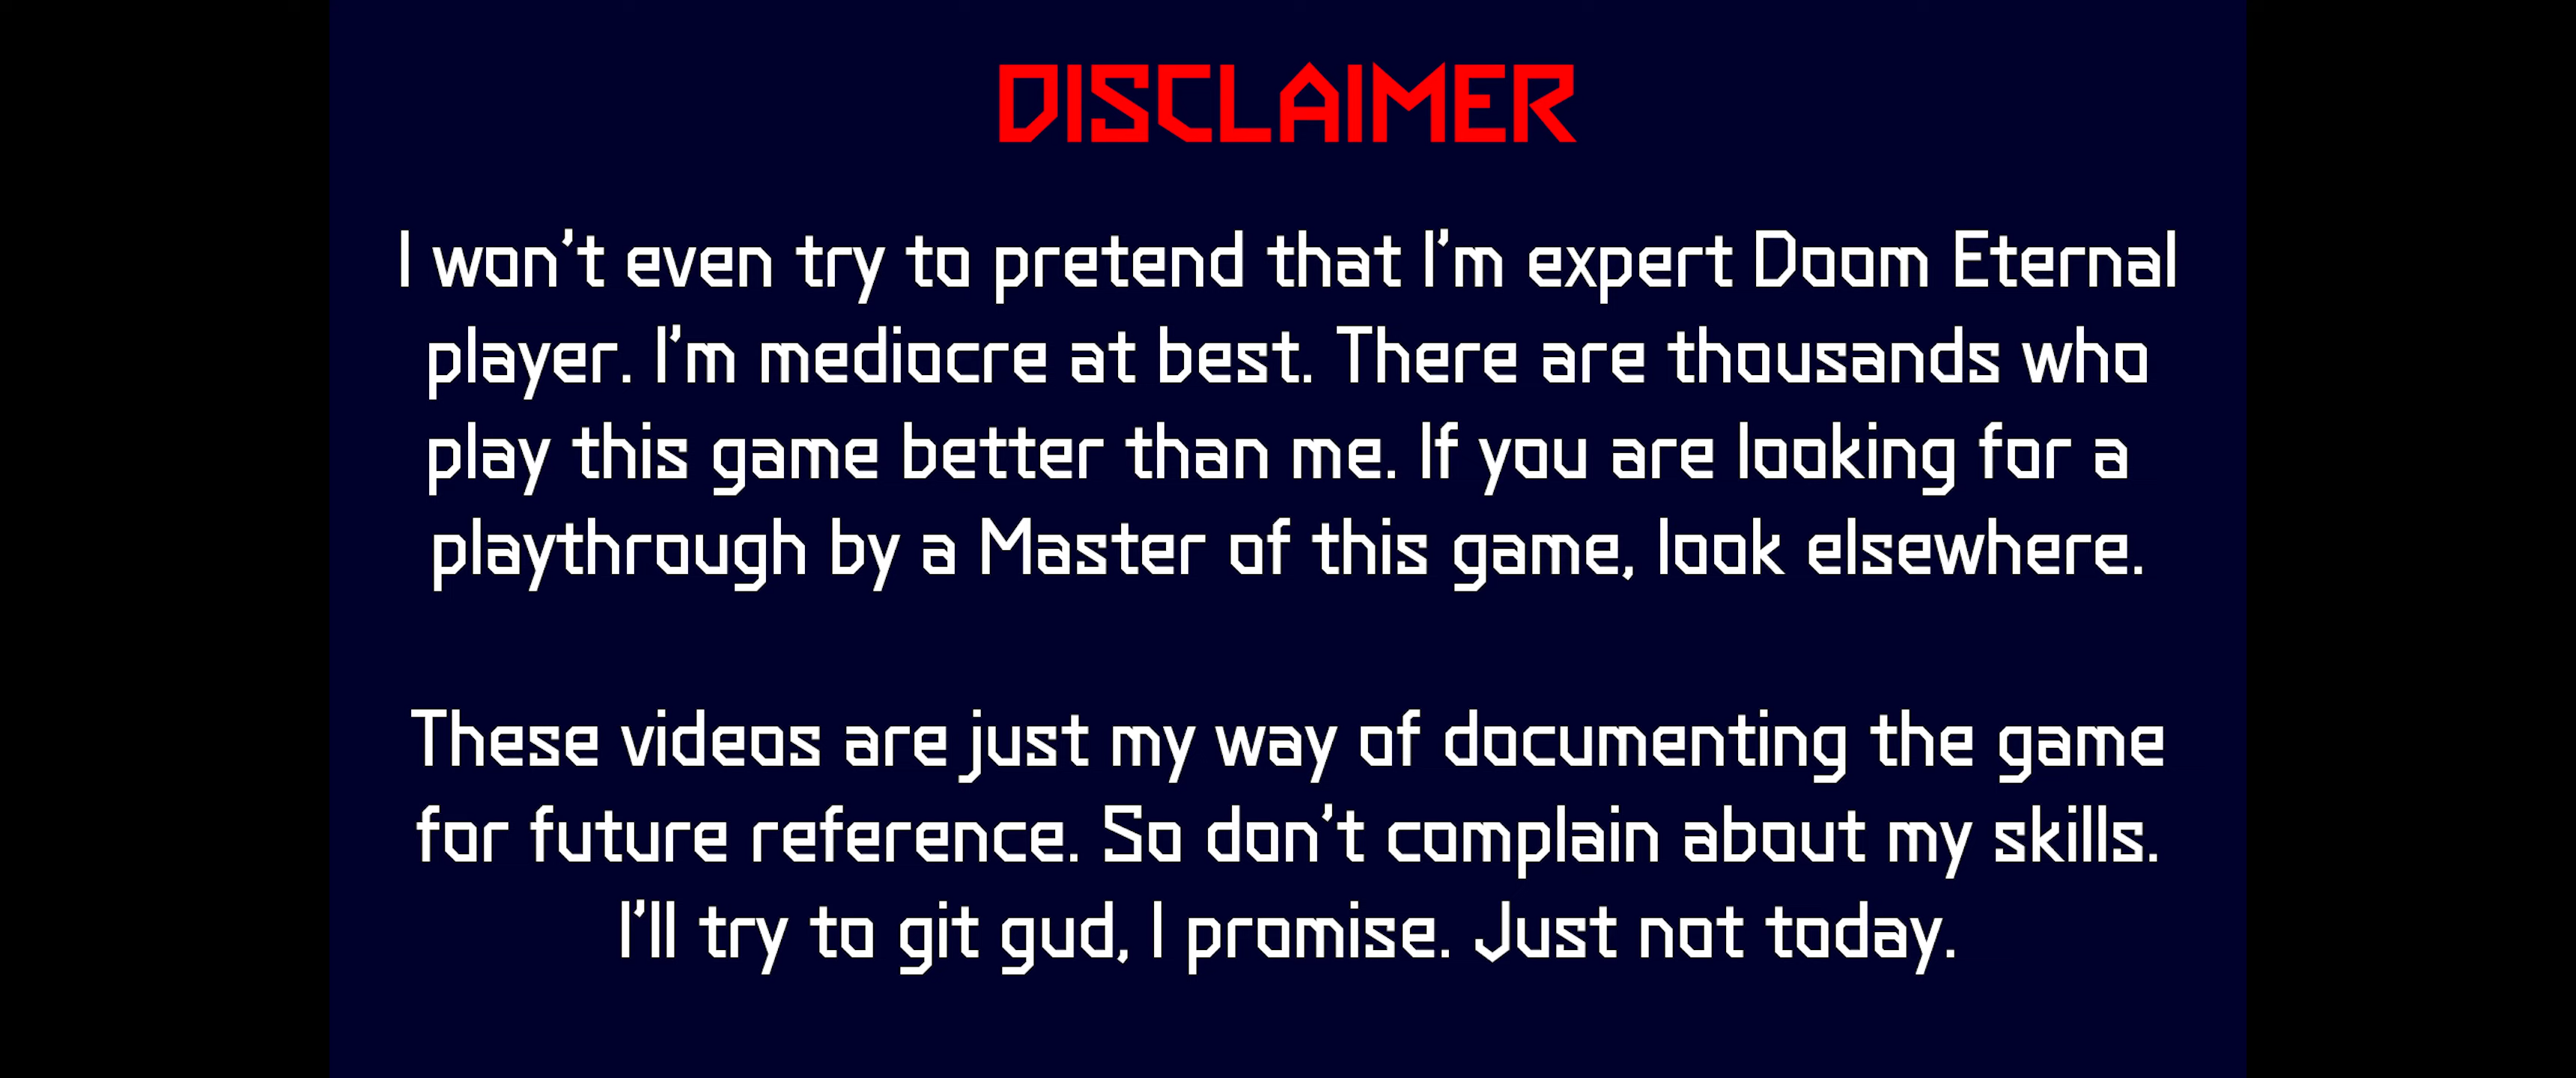 DISCLAIMER
I won't even try to pretend that I'm expert Doom Eternal
player. I'm mediocre at best. There are thousands who
play this game better than me. If you are looking for a
playthrough by a Master of this game, look elsewhere.
These videos are just my way of documenting the game
for future reference. So don't complain about my skills.
I'll try to git gud, I promise. Just not today.